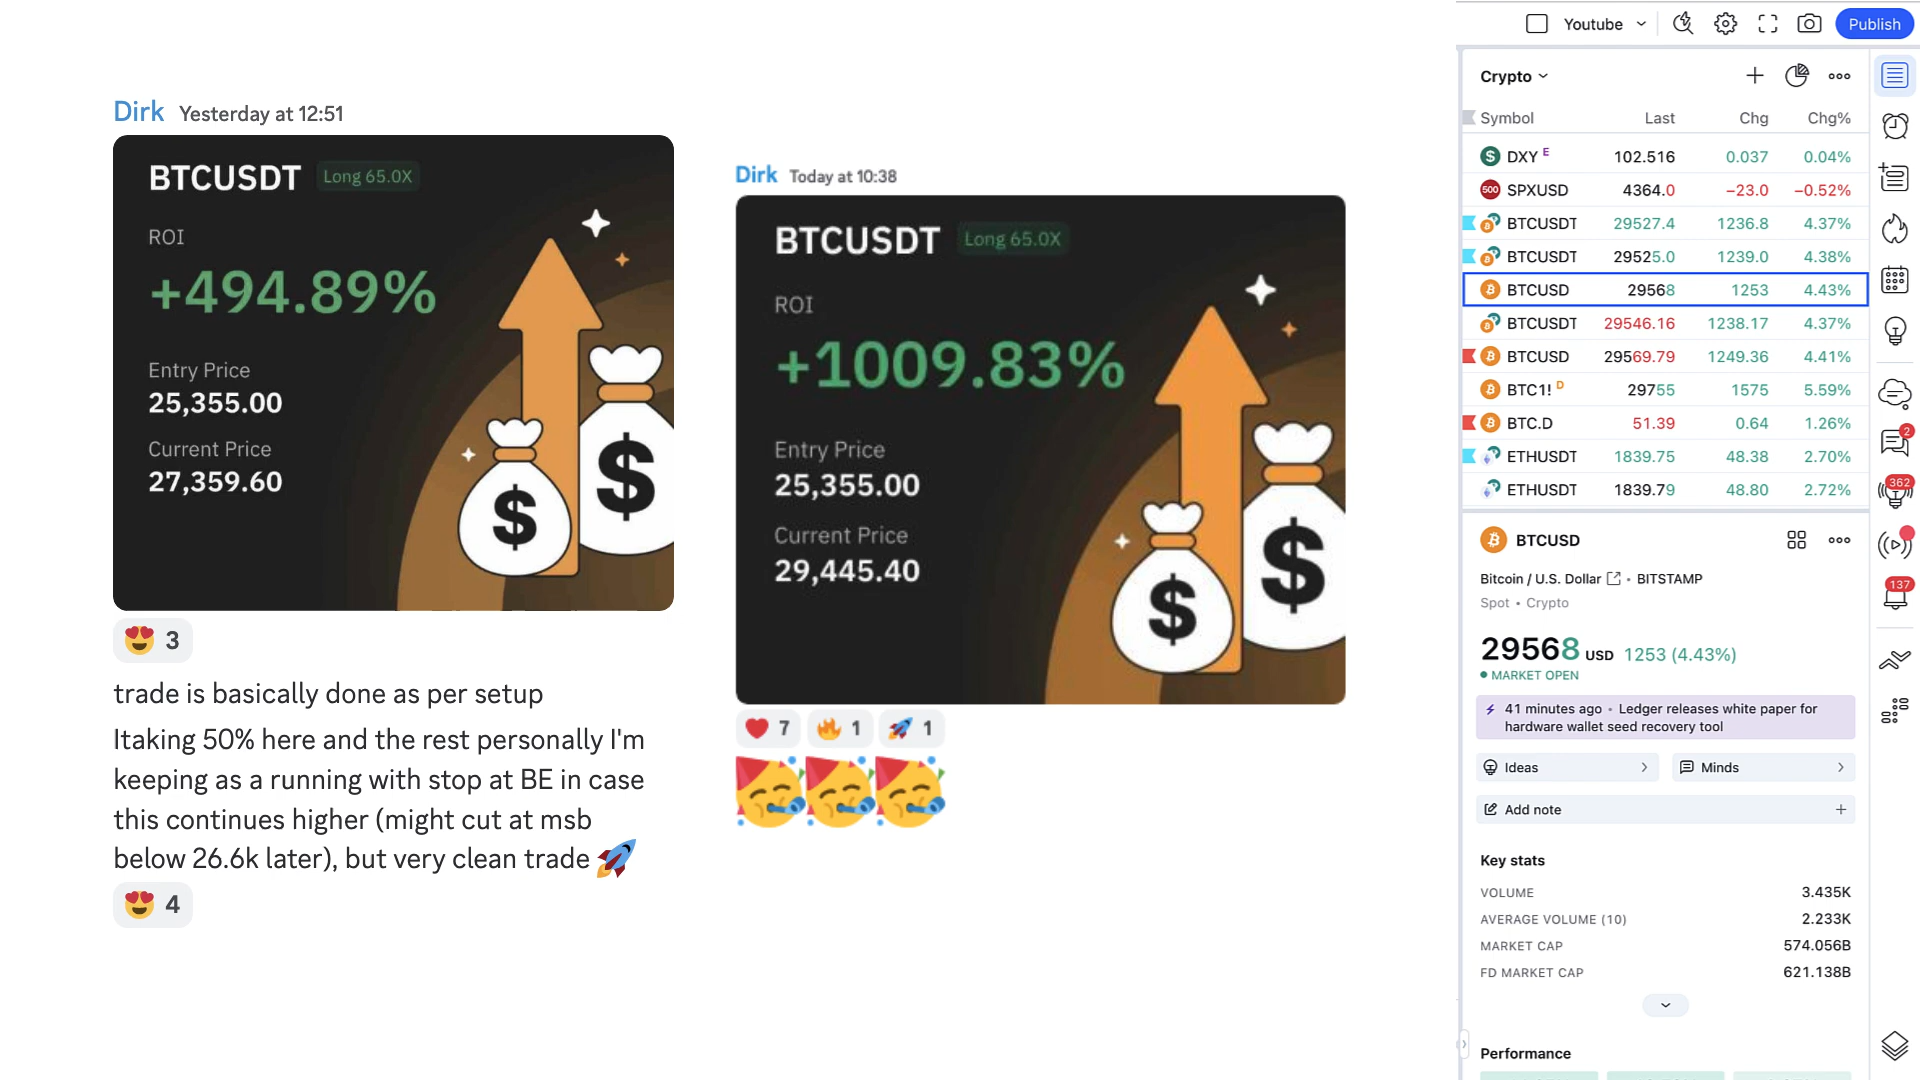 Dirk Yesterday at 12:51
BTCUSDT Long 65.0X
ROI
+494.89%
Entry Price
25,355.00
Current Price
27,359.60
$ $
😍 3
trade is basically done as per setup
Itaking 50% here and the rest personally I'm
keeping as a running with stop at BE in case
this continues higher (might cut at msb
below 26.6k later), but very clean trade 🚀
😍 4
Dirk Today at 10:38
BTCUSDT Long 65.0X
ROI
+1009.83%
Entry Price
25,355.00
Current Price
29,445.40
$ $
❤️ 7 🔥 1 🚀 1
🥳🥳🥳
Youtube Publish
Crypto
Symbol Last Chg Chg%
DXY E 102.516 0.037 0.04%
500 SPXUSD 4364.0 −23.0 −0.52%
BTCUSDT 29527.4 1236.8 4.37%
BTCUSDT 29525.0 1239.0 4.38%
BTCUSD 29568 1253 4.43%
BTCUSDT 29546.16 1238.17 4.37%
BTCUSD 29569.79 1249.36 4.41%
BTC1! D 29755 1575 5.59%
BTC.D 51.39 0.64 1.26%
ETHUSDT 1839.75 48.38 2.70%
ETHUSDT 1839.79 48.80 2.72%
BTCUSD
Bitcoin / U.S. Dollar • BITSTAMP
Spot • Crypto
29568 USD 1253 (4.43%)
MARKET OPEN
41 minutes ago • Ledger releases white paper for
hardware wallet seed recovery tool
Ideas Minds
Add note
Key stats
VOLUME 3.435K
AVERAGE VOLUME (10) 2.233K
MARKET CAP 574.056B
FD MARKET CAP 621.138B
Performance
2
362
137